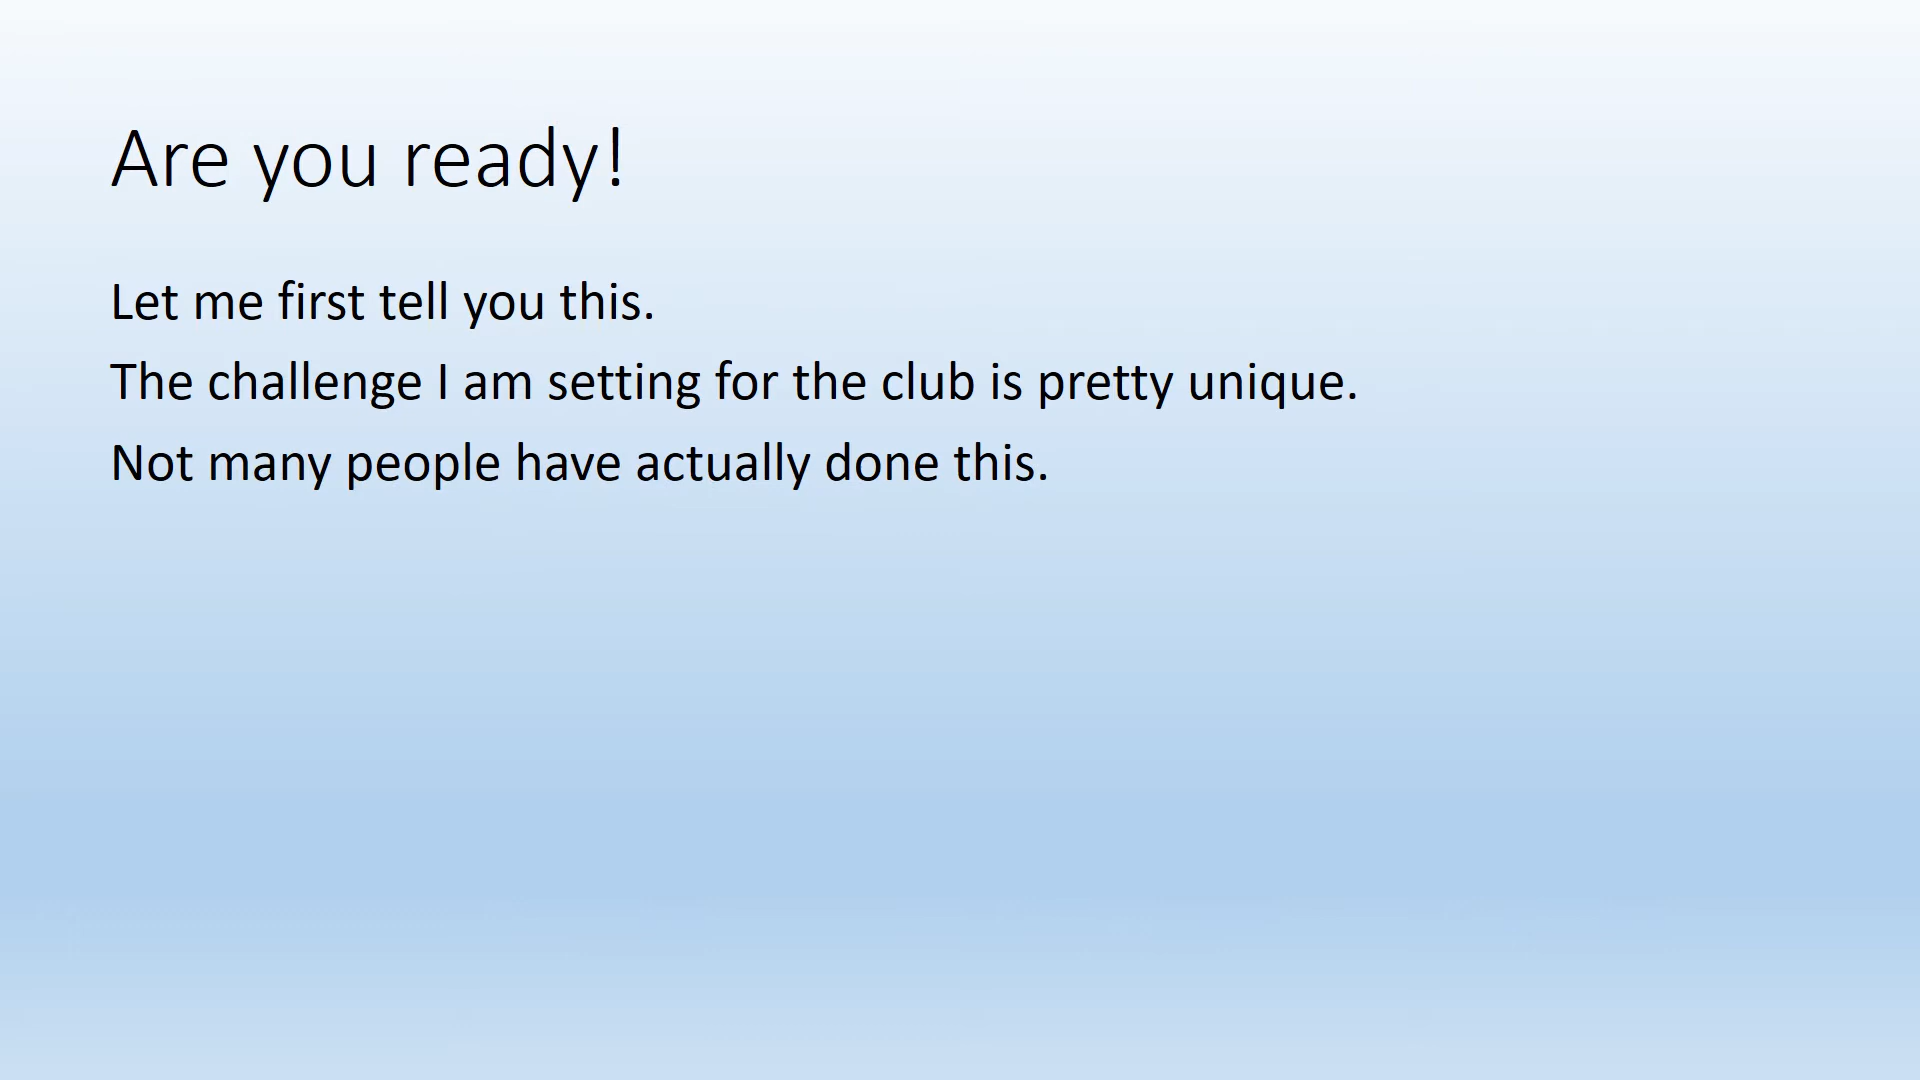 Are you ready!
Let me first tell you this.
The challenge I am setting for the club is pretty unique.
Not many people have actually done this.